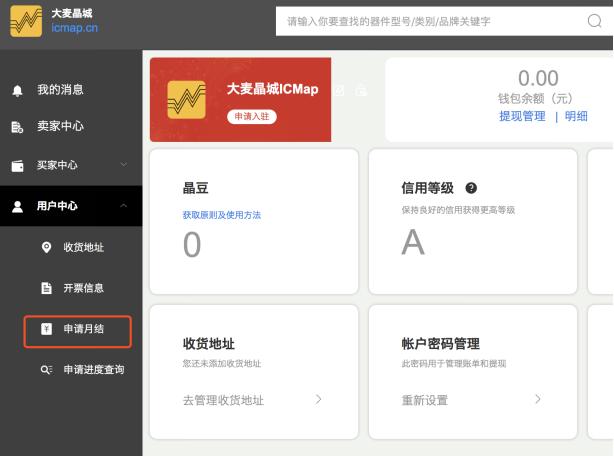 大麦晶城
icmap.cn
请输入你要查找的器件型号/类别/品牌关键字
我的消息
卖家中心
买家中心
用户中心
收货地址
开票信息
申请月结
申请进度查询
大麦晶城ICMap
申请入驻
0.00
钱包余额（元）
提现管理 | 明细
晶豆
获取原则及使用方法
0
信用等级 ?
保持良好的信用获得更高等级
A
收货地址
您还未添加收货地址
去管理收货地址
帐户密码管理
此密码用于管理账单和提现
重新设置